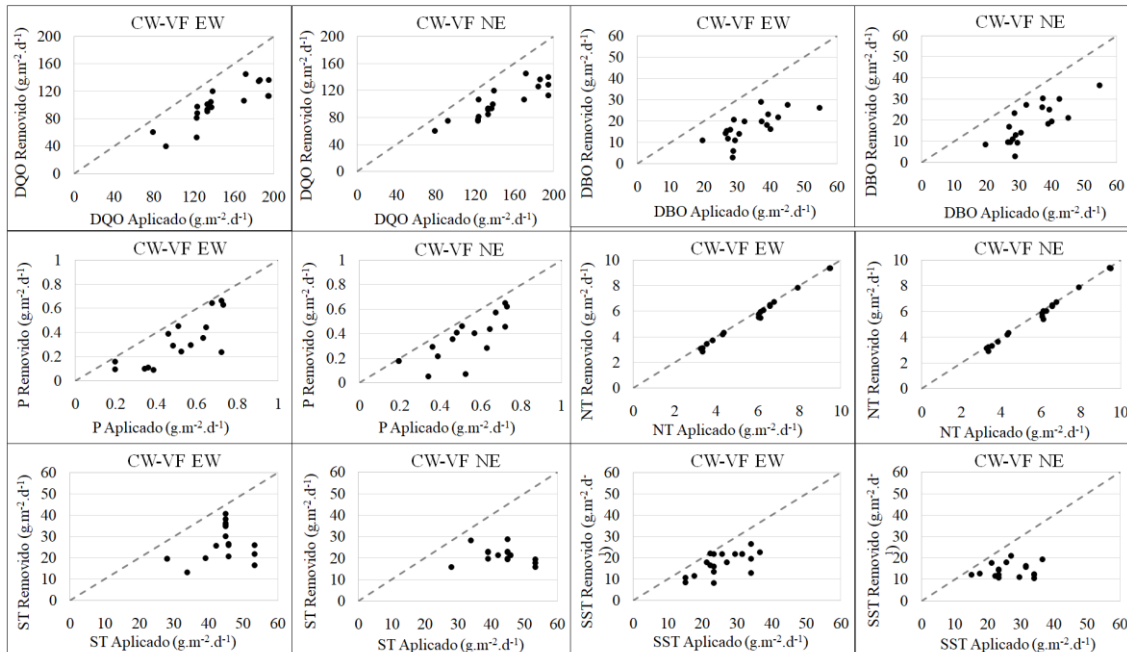 CW-VF EW
DQO Removido (g.m-2.d-1)
200
160
120
80
40
0
0 40 80 120 160 200
DQO Aplicado (g.m-2.d-1)
CW-VF NE
DQO Removido (g.m-2.d-1)
200
160
120
80
40
0
0 40 80 120 160 200
DQO Aplicado (g.m-2.d-1)
CW-VF EW
DBO Removido (g.m-2.d-1)
60
50
40
30
20
10
0
0 10 20 30 40 50 60
DBO Aplicado (g.m-2.d-1)
CW-VF NE
DBO Removido (g.m-2.d-1)
60
50
40
30
20
10
0
0 10 20 30 40 50 60
DBO Aplicado (g.m-2.d-1)
CW-VF EW
P Removido (g.m-2.d-1)
1
0.8
0.6
0.4
0.2
0
0 0.2 0.4 0.6 0.8 1
P Aplicado (g.m-2.d-1)
CW-VF NE
P Removido (g.m-2.d-1)
1
0.8
0.6
0.4
0.2
0
0 0.2 0.4 0.6 0.8 1
P Aplicado (g.m-2.d-1)
CW-VF EW
NT Removido (g.m-2.d-1)
10
8
6
4
2
0
0 2 4 6 8 10
NT Aplicado (g.m-2.d-1)
CW-VF NE
NT Removido (g.m-2.d-1)
10
8
6
4
2
0
0 2 4 6 8 10
NT Aplicado (g.m-2.d-1)
CW-VF EW
ST Removido (g.m-2.d-1)
60
50
40
30
20
10
0
0 10 20 30 40 50 60
ST Aplicado (g.m-2.d-1)
CW-VF NE
ST Removido (g.m-2.d-1)
60
50
40
30
20
10
0
0 10 20 30 40 50 60
ST Aplicado (g.m-2.d-1)
CW-VF EW
SST Removido (g.m-2.d-
1)
60
50
40
30
20
10
0
0 10 20 30 40 50 60
SST Aplicado (g.m-2.d-1)
CW-VF NE
SST Removido (g.m-2.d-
1)
60
50
40
30
20
10
0
0 10 20 30 40 50 60
SST Aplicado (g.m-2.d-1)